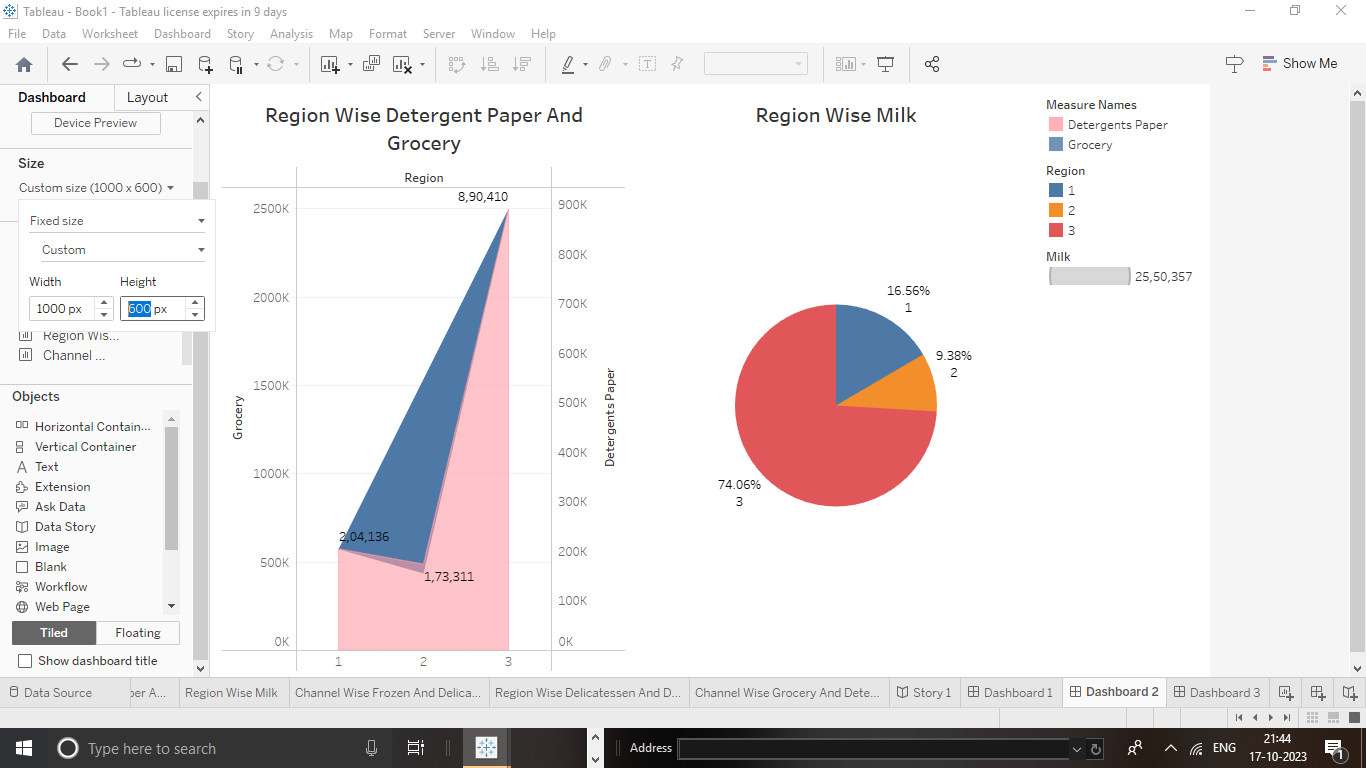 Tableau - Book1 - Tableau license expires in 9 days
File Data Worksheet Dashboard Story Analysis Map Format Server Window Help
Show Me
Dashboard Layout
Device Preview
Size
Custom size (1000 x 600)
Fixed size
Custom
Width Height
1000 px 600 px
Region Wis...
Channel ...
Objects
Horizontal Contain...
Vertical Container
Text
Extension
Ask Data
Data Story
Image
Blank
Workflow
Web Page
Tiled Floating
Show dashboard title
Region Wise Detergent Paper And
Grocery
Region
8,90,410
2,04,136
1,73,311
Grocery
2500K
2000K
1500K
1000K
500K
0K
1 2 3
900K
800K
700K
600K
500K
400K
300K
200K
100K
0K
Detergents Paper
Region Wise Milk
16.56%
1
9.38%
2
74.06%
3
Measure Names
Detergents Paper
Grocery
Region
1
2
3
Milk
25,50,357
Data Source per A... Region Wise Milk Channel Wise Frozen And Delica... Region Wise Delicatessen And D... Channel Wise Grocery And Dete... Story 1 Dashboard 1 Dashboard 2 Dashboard 3
Type here to search
Address
ENG
21:44
17-10-2023
1